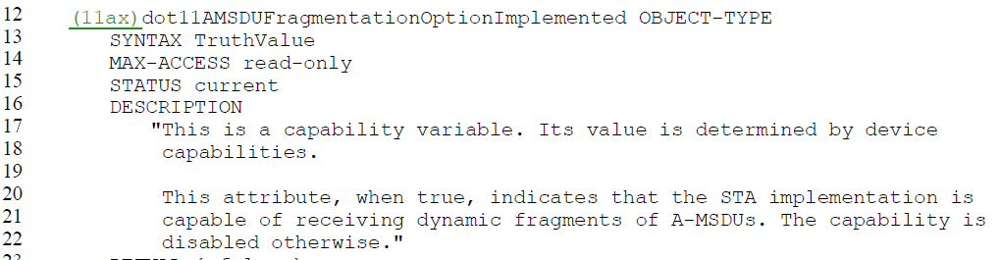 12 (11ax)dot11AMSDUFragmentationOptionImplemented OBJECT-TYPE
13 SYNTAX TruthValue
14 MAX-ACCESS read-only
15 STATUS current
16 DESCRIPTION
17 "This is a capability variable. Its value is determined by device
18 capabilities.
19
20 This attribute, when true, indicates that the STA implementation is
21 capable of receiving dynamic fragments of A-MSDUs. The capability is
22 disabled otherwise."